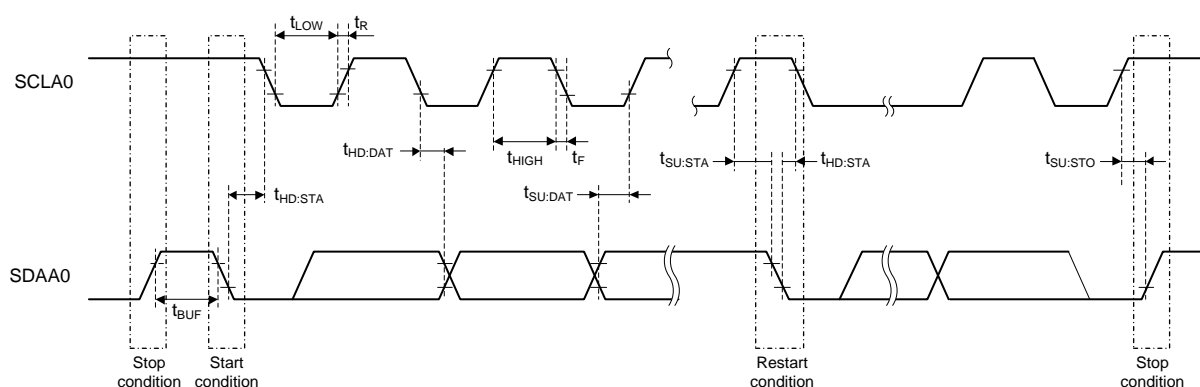 tLOW
tR
SCLA0
tHD:DAT
tHIGH
tF
tSU:STA
tHD:STA
tSU:STO
tHD:STA
tSU:DAT
SDAA0
tBUF
Stop
condition
Start
condition
Restart
condition
Stop
condition